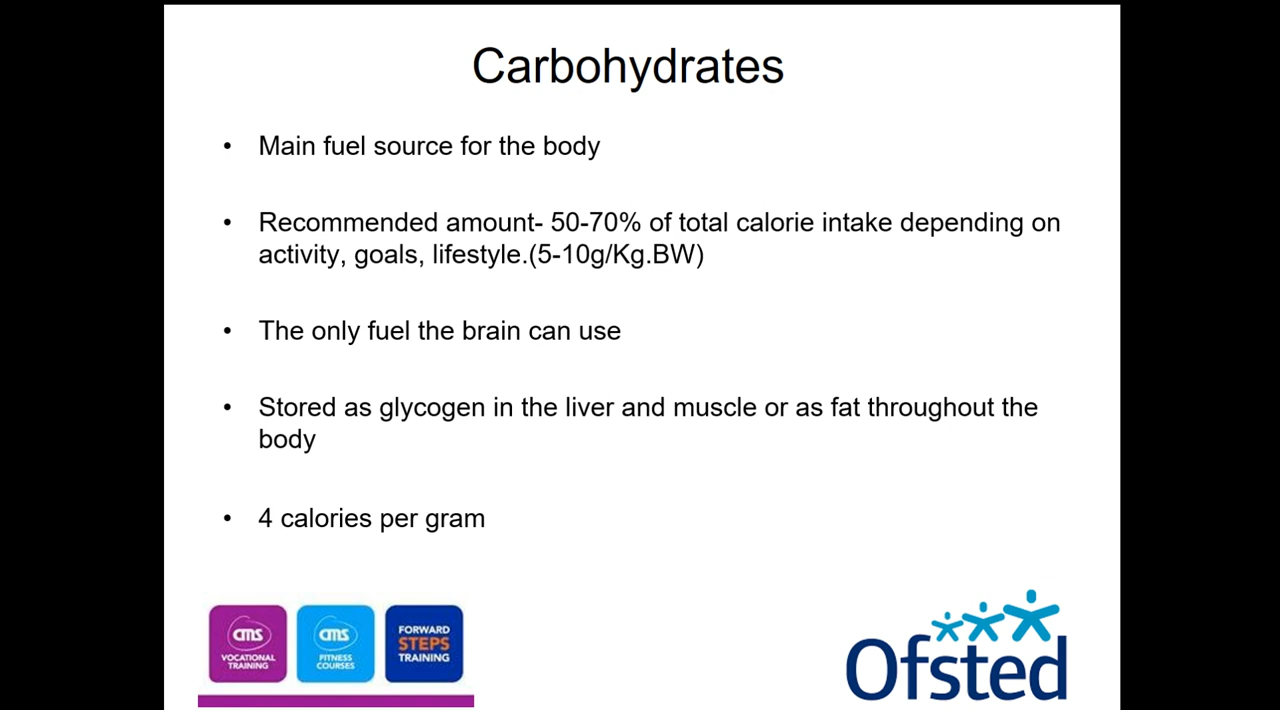 Carbohydrates
• Main fuel source for the body
• Recommended amount- 50-70% of total calorie intake depending on
activity, goals, lifestyle.(5-10g/Kg.BW)
• The only fuel the brain can use
• Stored as glycogen in the liver and muscle or as fat throughout the
body
• 4 calories per gram
cms
VOCATIONAL
TRAINING
cms
FITNESS
COURSES
FORWARD
STEPS
TRAINING
Ofsted